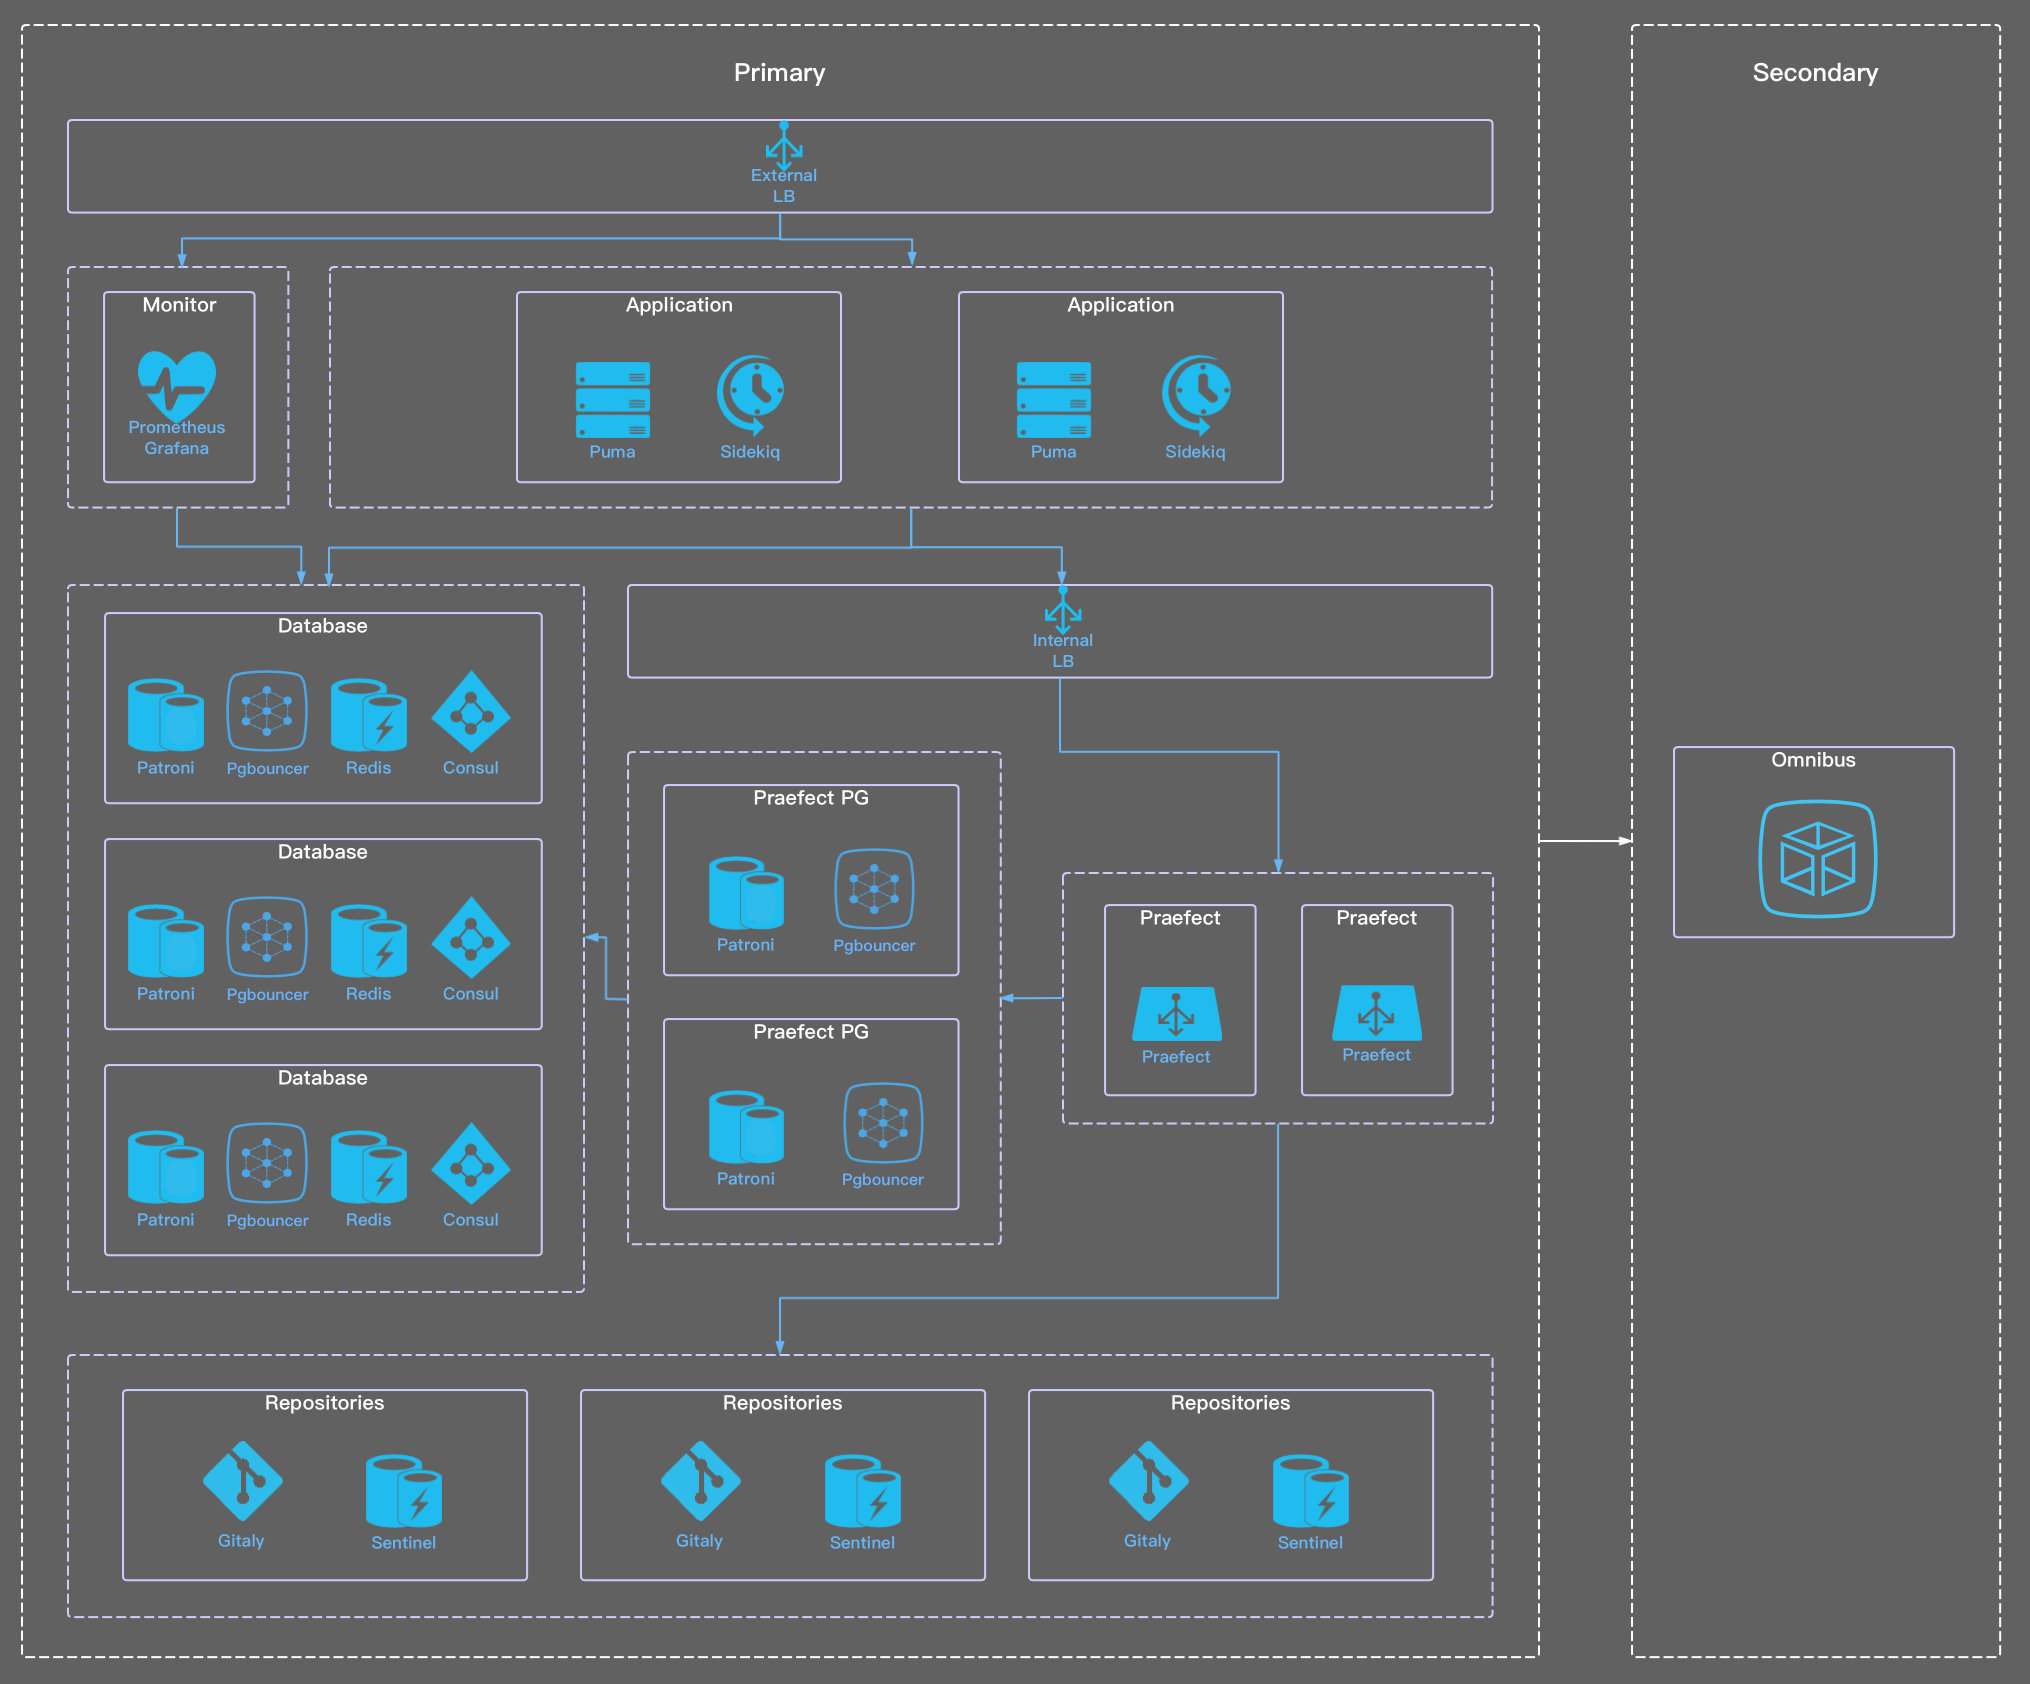 Primary
Secondary
External
LB
Monitor
Prometheus
Grafana
Application
Puma
Sidekiq
Application
Puma
Sidekiq
Database
Patroni
Pgbouncer
Redis
Consul
Database
Patroni
Pgbouncer
Redis
Consul
Database
Patroni
Pgbouncer
Redis
Consul
Internal
LB
Praefect PG
Patroni
Pgbouncer
Praefect PG
Patroni
Pgbouncer
Praefect
Praefect
Praefect
Praefect
Omnibus
Repositories
Gitaly
Sentinel
Repositories
Gitaly
Sentinel
Repositories
Gitaly
Sentinel